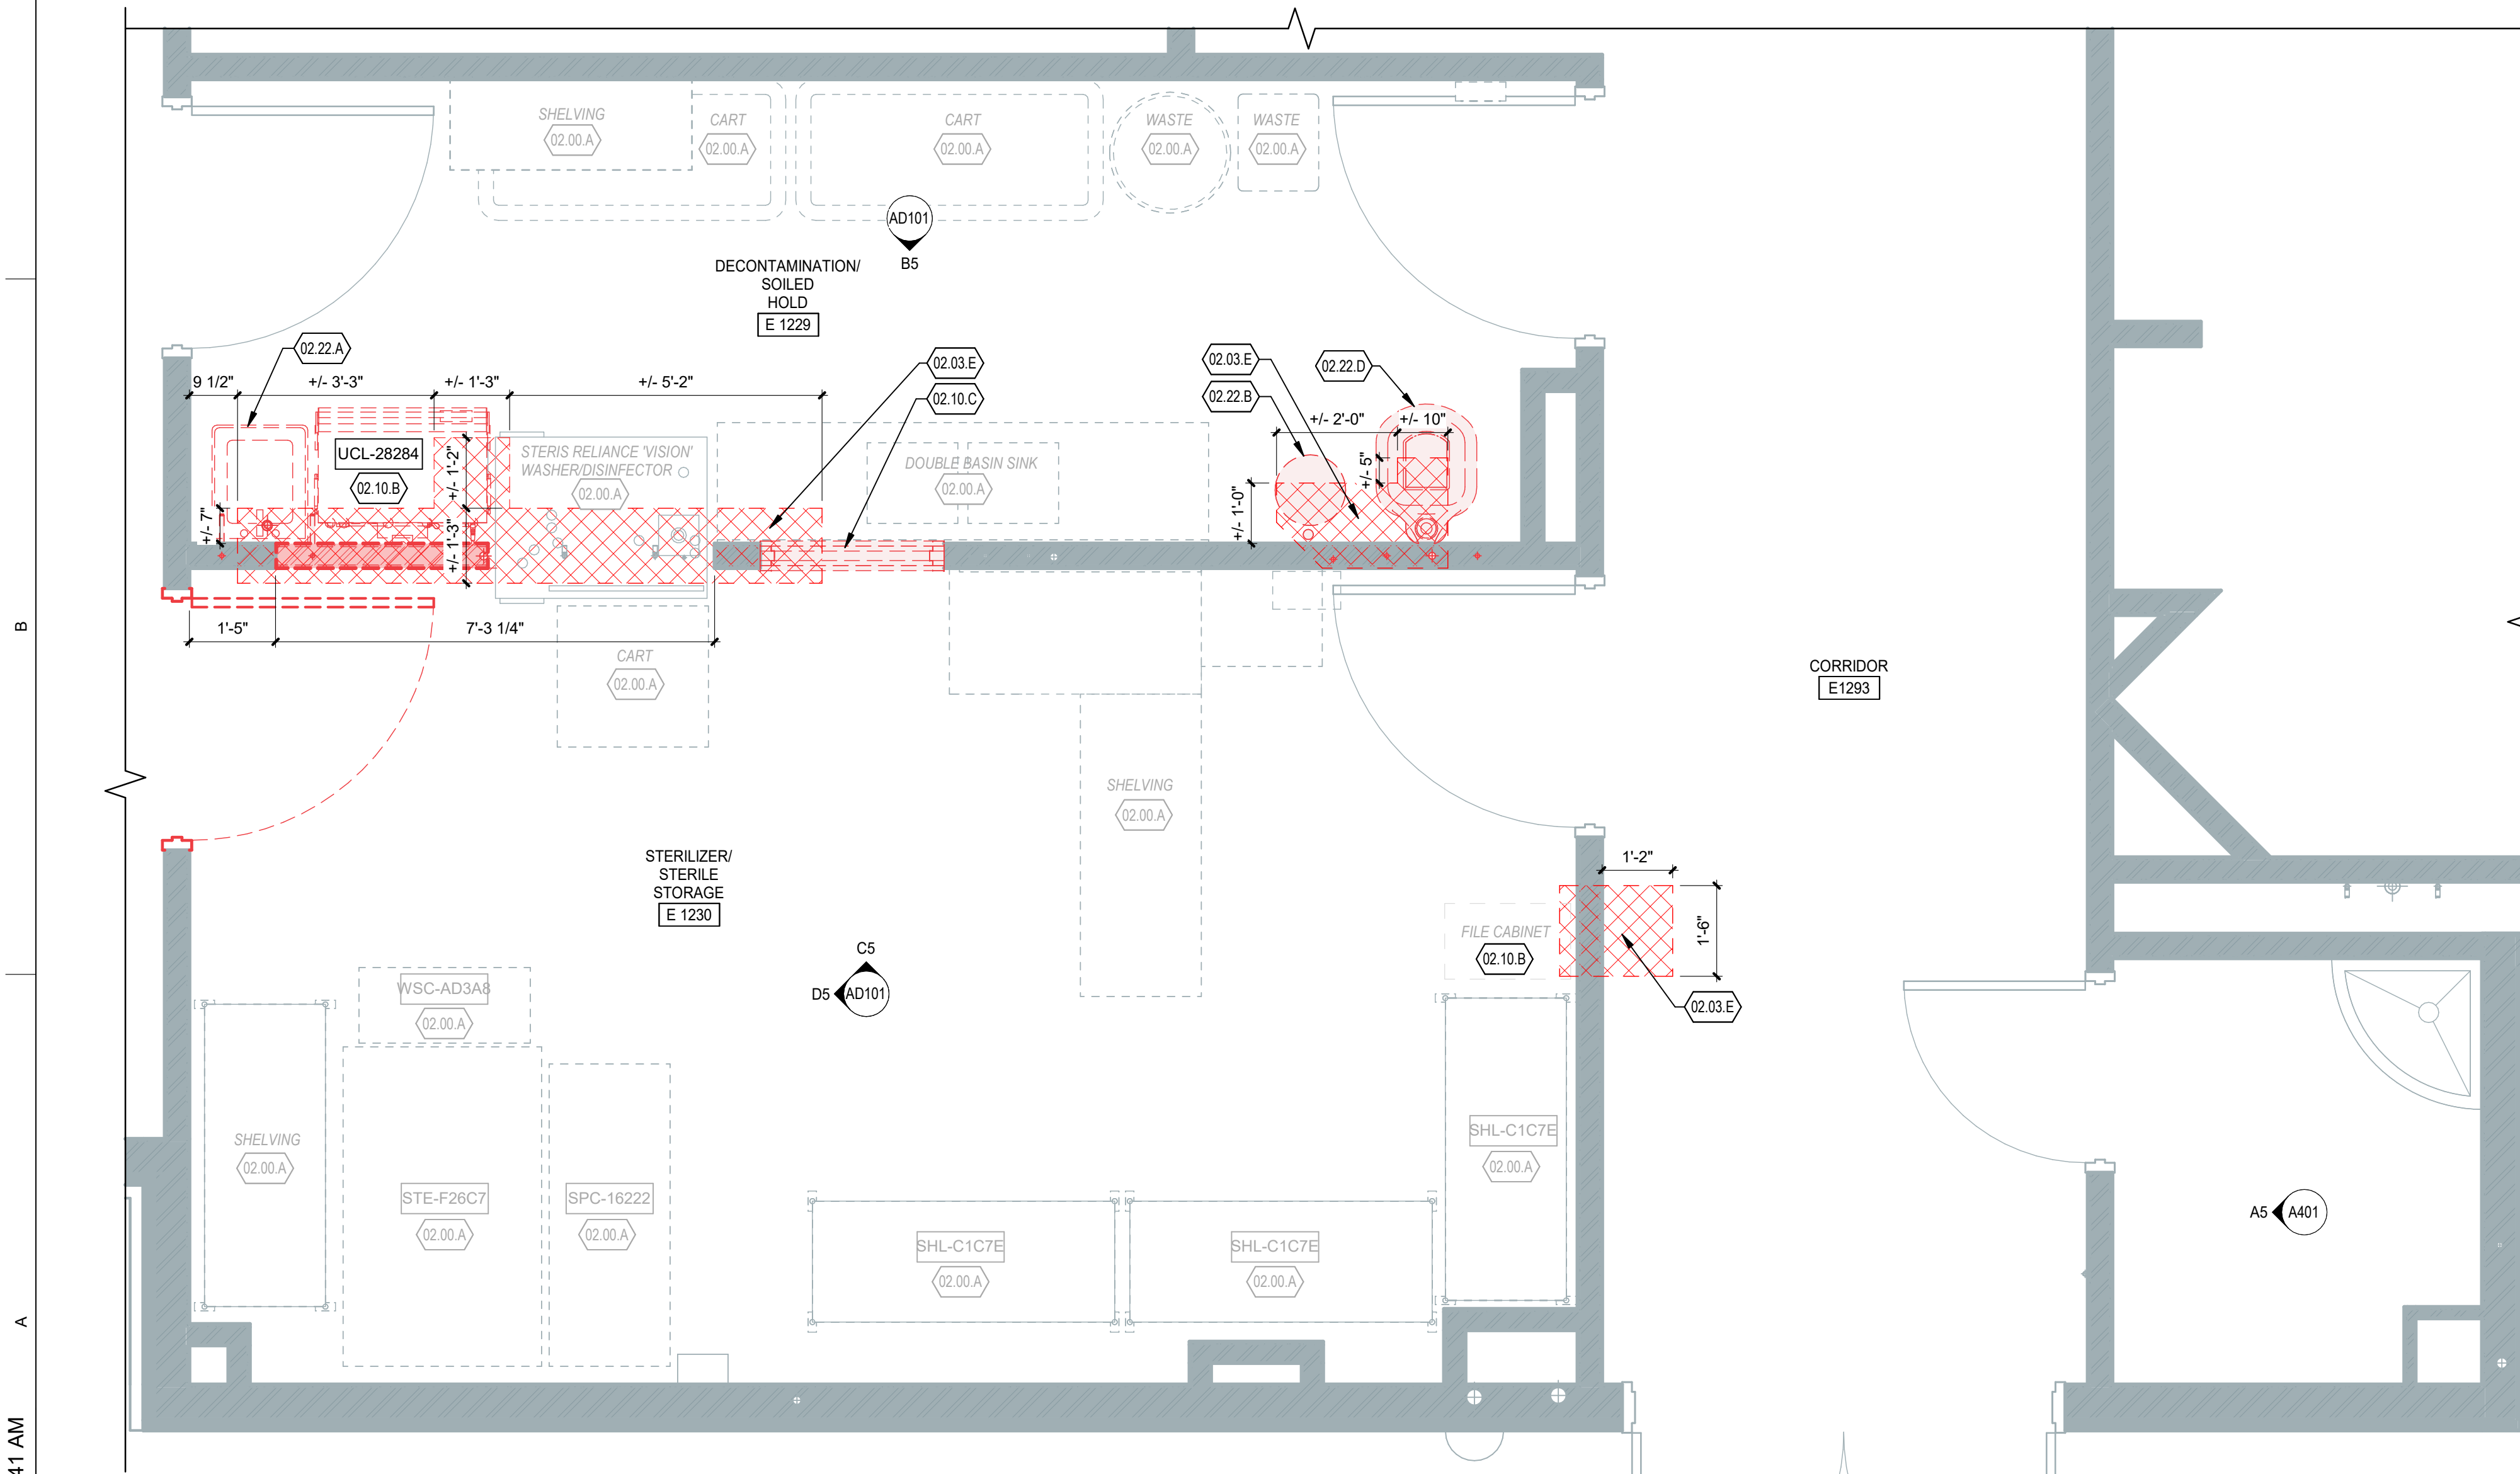 SHELVING
02.00.A
CART
02.00.A
CART
02.00.A
WASTE
02.00.A
WASTE
02.00.A
AD101
B5
DECONTAMINATION/
SOILED
HOLD
E 1229
02.22.A
9 1/2"
+/- 3'-3"
+/- 1'-3"
+/- 5'-2"
02.03.E
02.10.C
02.03.E
02.22.B
02.22.D
+/- 2'-0"
+/- 10"
+/- 5"
+/- 1'-0"
UCL-28284
02.10.B
+/- 1'-2"
+/- 7"
+/- 1'-3"
STERIS RELIANCE 'VISION'
WASHER/DISINFECTOR
02.00.A
DOUBLE BASIN SINK
02.00.A
1'-5"
7'-3 1/4"
CART
02.00.A
B
CORRIDOR
E1293
SHELVING
02.00.A
STERILIZER/
STERILE
STORAGE
E 1230
1'-2"
1'-6"
FILE CABINET
02.10.B
02.03.E
C5
D5
AD101
WSC-AD3A8
02.00.A
SHELVING
02.00.A
STE-F26C7
02.00.A
SPC-16222
02.00.A
SHL-C1C7E
02.00.A
SHL-C1C7E
02.00.A
SHL-C1C7E
02.00.A
A5
A401
A
41 AM